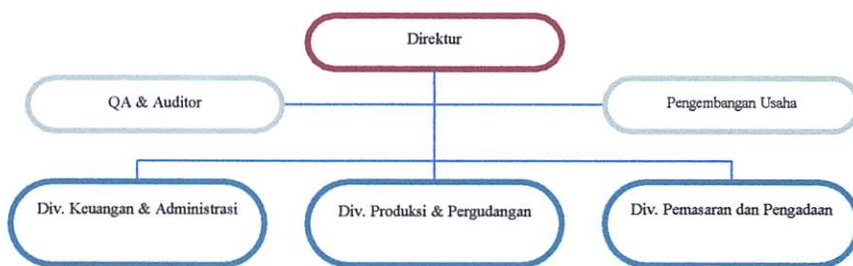 Direktur
QA & Auditor
Pengembangan Usaha
Div. Keuangan & Administrasi
Div. Produksi & Pergudangan
Div. Pemasaran dan Pengadaan